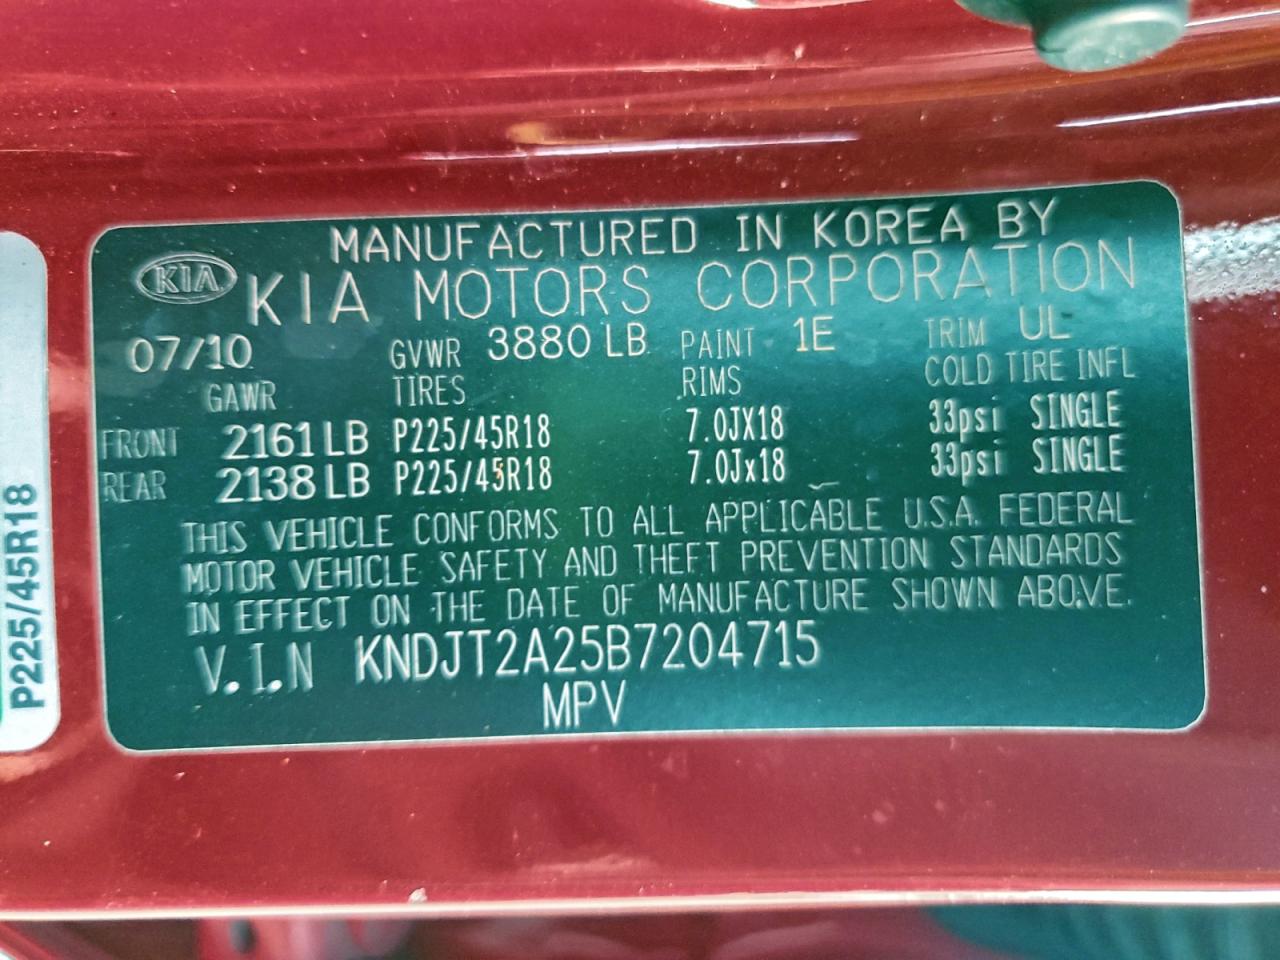 MANUFACTURED IN KOREA BY
KIA KIA MOTORS CORPORATION
07/10 GVWR 3880 LB PAINT 1E TRIM UL
GAWR TIRES RIMS COLD TIRE INFL
FRONT 2161 LB P225/45R18 7.0JX18 33psi SINGLE
REAR 2138 LB P225/45R18 7.0Jx18 33psi SINGLE
THIS VEHICLE CONFORMS TO ALL APPLICABLE U.S.A. FEDERAL
MOTOR VEHICLE SAFETY AND THEFT PREVENTION STANDARDS
IN EFFECT ON THE DATE OF MANUFACTURE SHOWN ABOVE.
V.I.N KNDJT2A25B7204715
MPV
P225/45R18